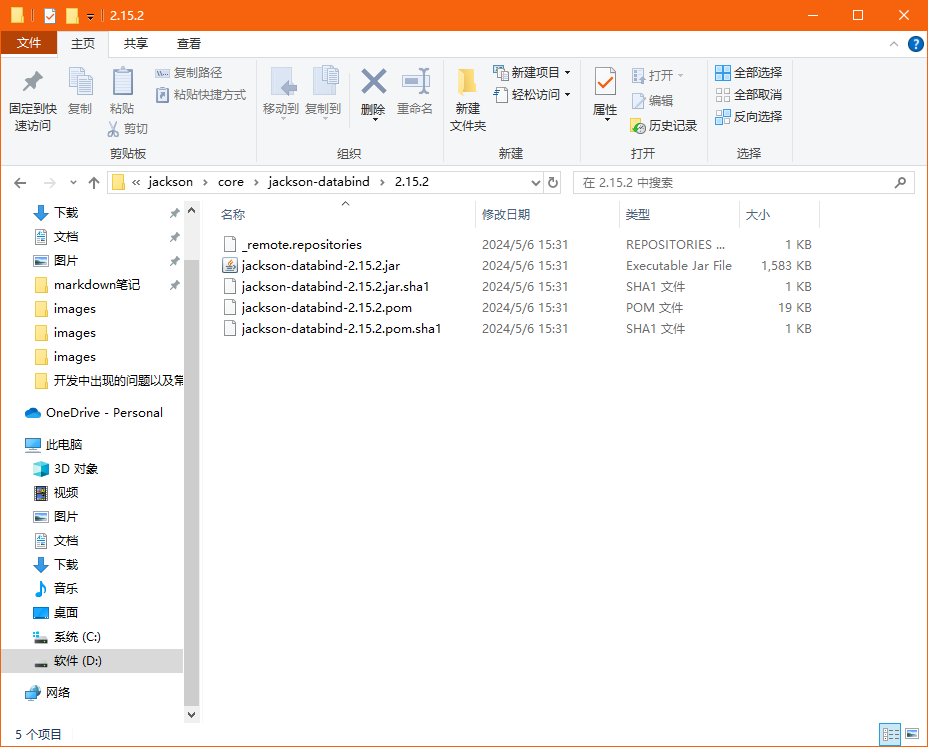 2.15.2
文件 主页 共享 查看
固定到快速访问
复制
粘贴
复制路径
粘贴快捷方式
剪切
剪贴板
移动到
复制到
删除
重命名
组织
新建文件夹
新建项目
轻松访问
新建
属性
打开
编辑
历史记录
打开
全部选择
全部取消
反向选择
选择
« jackson › core › jackson-databind › 2.15.2
在 2.15.2 中搜索
下载
文档
图片
markdown笔记
images
images
images
开发中出现的问题以及常
OneDrive - Personal
此电脑
3D 对象
视频
图片
文档
下载
音乐
桌面
系统 (C:)
软件 (D:)
网络
名称 修改日期 类型 大小
_remote.repositories 2024/5/6 15:31 REPOSITORIES ... 1 KB
jackson-databind-2.15.2.jar 2024/5/6 15:31 Executable Jar File 1,583 KB
jackson-databind-2.15.2.jar.sha1 2024/5/6 15:31 SHA1 文件 1 KB
jackson-databind-2.15.2.pom 2024/5/6 15:31 POM 文件 19 KB
jackson-databind-2.15.2.pom.sha1 2024/5/6 15:31 SHA1 文件 1 KB
5 个项目